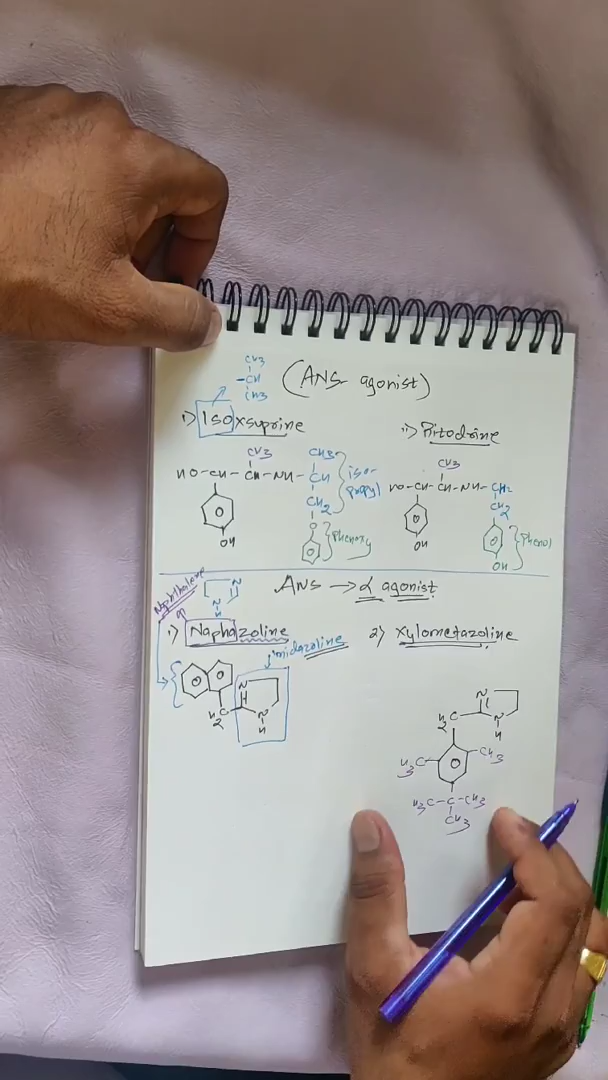 CH3
-CH
CH3
(ANS agonist)
1) Isoxsuprine
11) Ritodrine
CH3
HO-CH-CH-NH-CH
CH3
CH2
O
OH
iso-propyl
Phenoxy
CH3
HO-CH-CH-NH-CH2
CH2
OH
OH
Phenol
ANS → α agonist
Naphthalene
N
N
H
1) Naphazoline
imidazoline
2) Xylometazoline
H2C
N
N
H
H2C
N
N
H
H3C
CH3
H3C-C-CH3
CH3